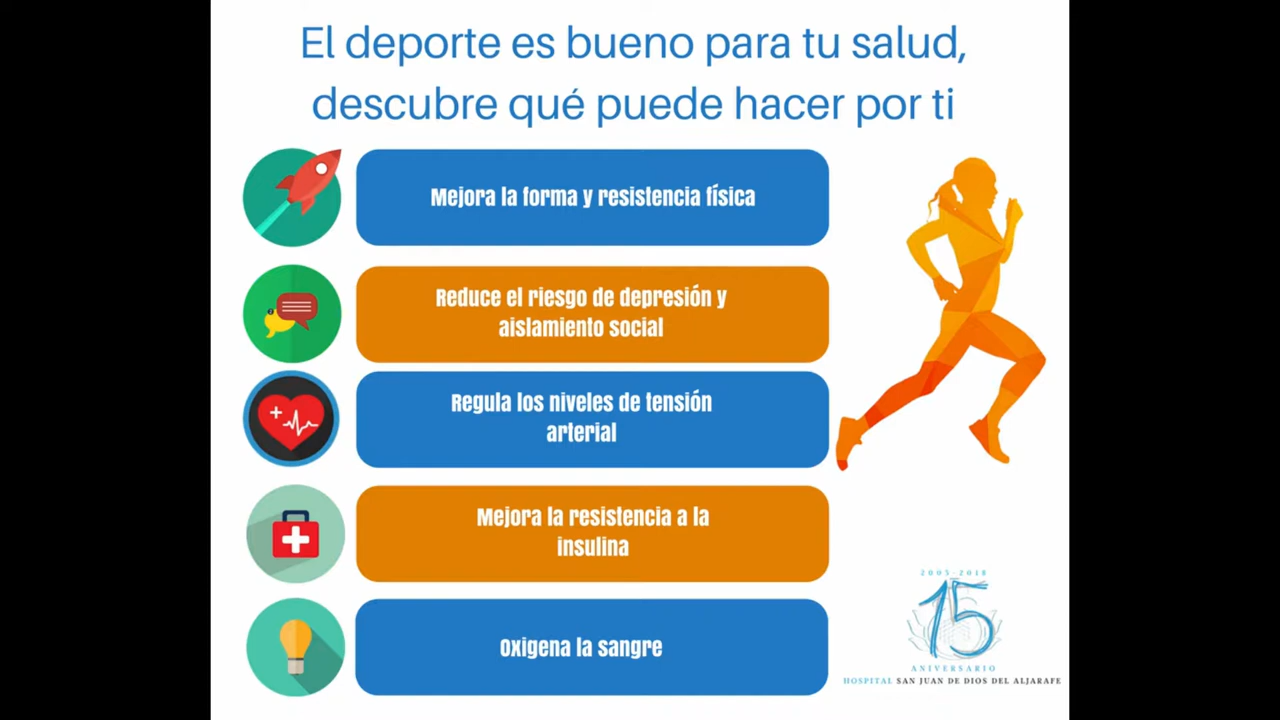 El deporte es bueno para tu salud,
descubre qué puede hacer por ti
Mejora la forma y resistencia física
Reduce el riesgo de depresión y
aislamiento social
Regula los niveles de tensión
arterial
Mejora la resistencia a la
insulina
Oxigena la sangre
2003-2018
15
ANIVERSARIO
HOSPITAL SAN JUAN DE DIOS DEL ALJARAFE